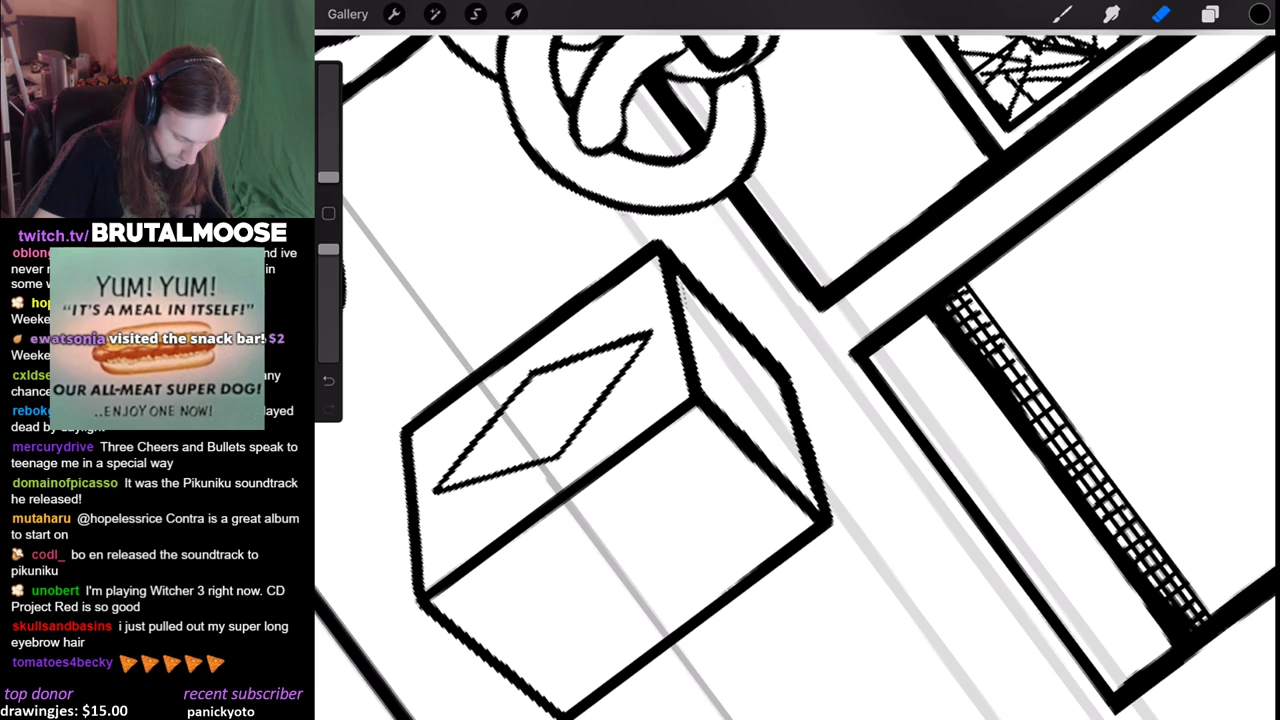 Gallery
twitch.tv/BRUTALMOOSE
oblong
nd ive
never
in
some w
YUM! YUM!
"IT'S A MEAL IN ITSELF!"
hop
Weeke
ewatsonia visited the snack bar! $2
Weeke
cxldse
any
chance
OUR ALL-MEAT SUPER DOG!
..ENJOY ONE NOW!
rebok
layed
dead by daylight
mercurydrive Three Cheers and Bullets speak to
teenage me in a special way
domainofpicasso It was the Pikuniku soundtrack
he released!
mutaharu @hopelessrice Contra is a great album
to start on
codl_ bo en released the soundtrack to
pikuniku
unobert I'm playing Witcher 3 right now. CD
Project Red is so good
skullsandbasins i just pulled out my super long
eyebrow hair
tomatoes4becky
top donor
recent subscriber
drawingjes: $15.00
panickyoto